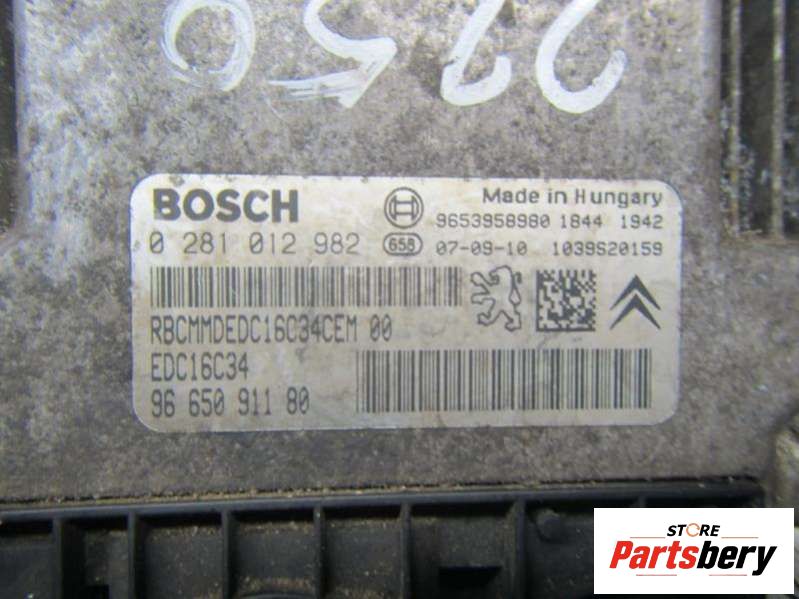 BOSCH
Made in Hungary
9653958980 1844 1942
0 281 012 982
658
07-09-10 1039S20159
RBCMMDEDC16C34CEM 00
EDC16C34
96 650 911 80
STORE
Partsbery